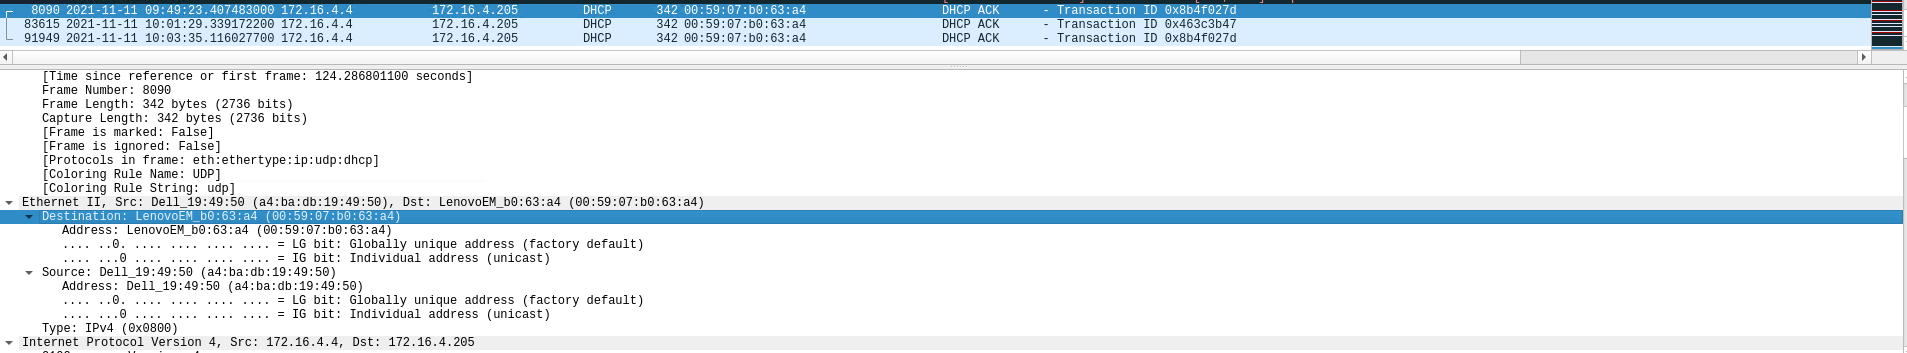 8090 2021-11-11 09:49:23.407483000 172.16.4.4 172.16.4.205 DHCP 342 00:59:07:b0:63:a4 DHCP ACK - Transaction ID 0x8b4f027d
83615 2021-11-11 10:01:29.339172200 172.16.4.4 172.16.4.205 DHCP 342 00:59:07:b0:63:a4 DHCP ACK - Transaction ID 0x463c3b47
91949 2021-11-11 10:03:35.116027700 172.16.4.4 172.16.4.205 DHCP 342 00:59:07:b0:63:a4 DHCP ACK - Transaction ID 0x8b4f027d
[Time since reference or first frame: 124.286801100 seconds]
Frame Number: 8090
Frame Length: 342 bytes (2736 bits)
Capture Length: 342 bytes (2736 bits)
[Frame is marked: False]
[Frame is ignored: False]
[Protocols in frame: eth:ethertype:ip:udp:dhcp]
[Coloring Rule Name: UDP]
[Coloring Rule String: udp]
Ethernet II, Src: Dell_19:49:50 (a4:ba:db:19:49:50), Dst: LenovoEM_b0:63:a4 (00:59:07:b0:63:a4)
Destination: LenovoEM_b0:63:a4 (00:59:07:b0:63:a4)
Address: LenovoEM_b0:63:a4 (00:59:07:b0:63:a4)
.... ..0. .... .... .... .... = LG bit: Globally unique address (factory default)
.... ...0 .... .... .... .... = IG bit: Individual address (unicast)
Source: Dell_19:49:50 (a4:ba:db:19:49:50)
Address: Dell_19:49:50 (a4:ba:db:19:49:50)
.... ..0. .... .... .... .... = LG bit: Globally unique address (factory default)
.... ...0 .... .... .... .... = IG bit: Individual address (unicast)
Type: IPv4 (0x0800)
Internet Protocol Version 4, Src: 172.16.4.4, Dst: 172.16.4.205